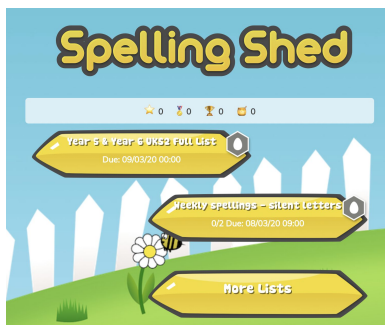 Spelling Shed
0 0 0 0
Year 5 & Year 6 UKS2 Full List
Due: 09/03/20 00:00
Weekly Spellings - Silent letters
0/2 Due: 08/03/20 09:00
More Lists